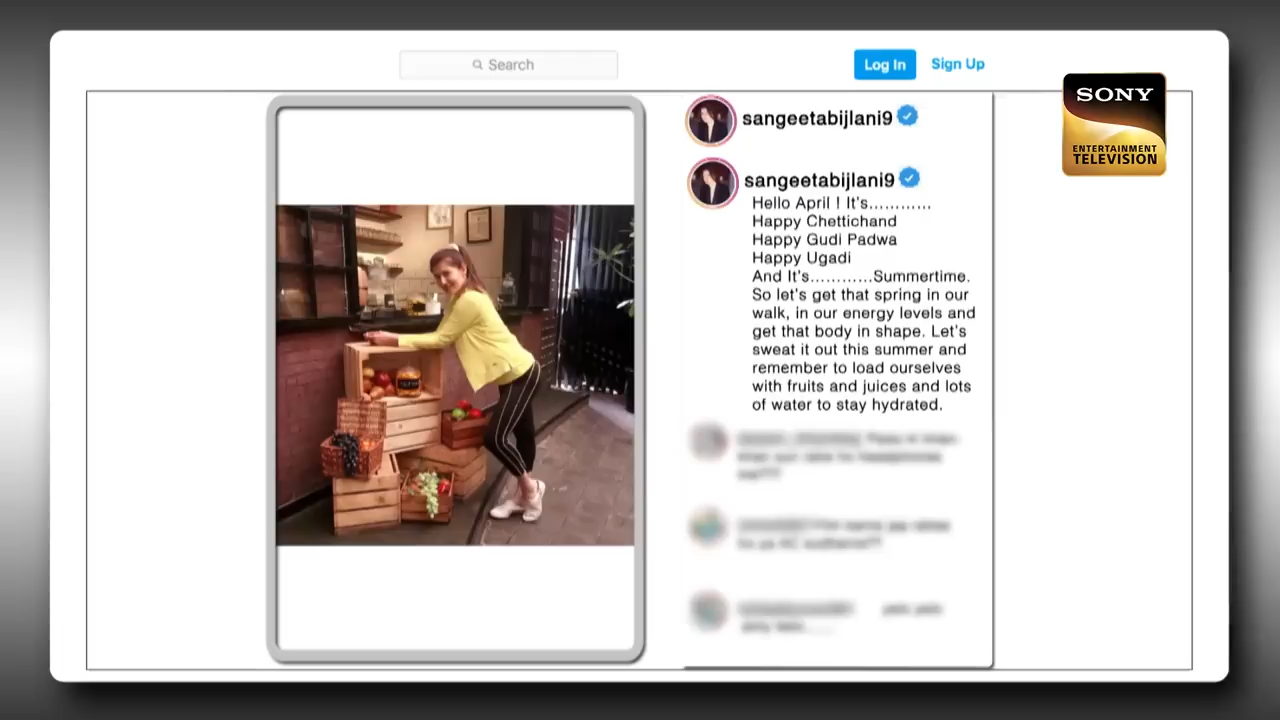 Search
Log In
Sign Up
SONY
ENTERTAINMENT
TELEVISION
sangeetabijlani9
sangeetabijlani9
Hello April ! It's............
Happy Chettichand
Happy Gudi Padwa
Happy Ugadi
And It's............Summertime.
So let's get that spring in our
walk, in our energy levels and
get that body in shape. Let's
sweat it out this summer and
remember to load ourselves
with fruits and juices and lots
of water to stay hydrated.